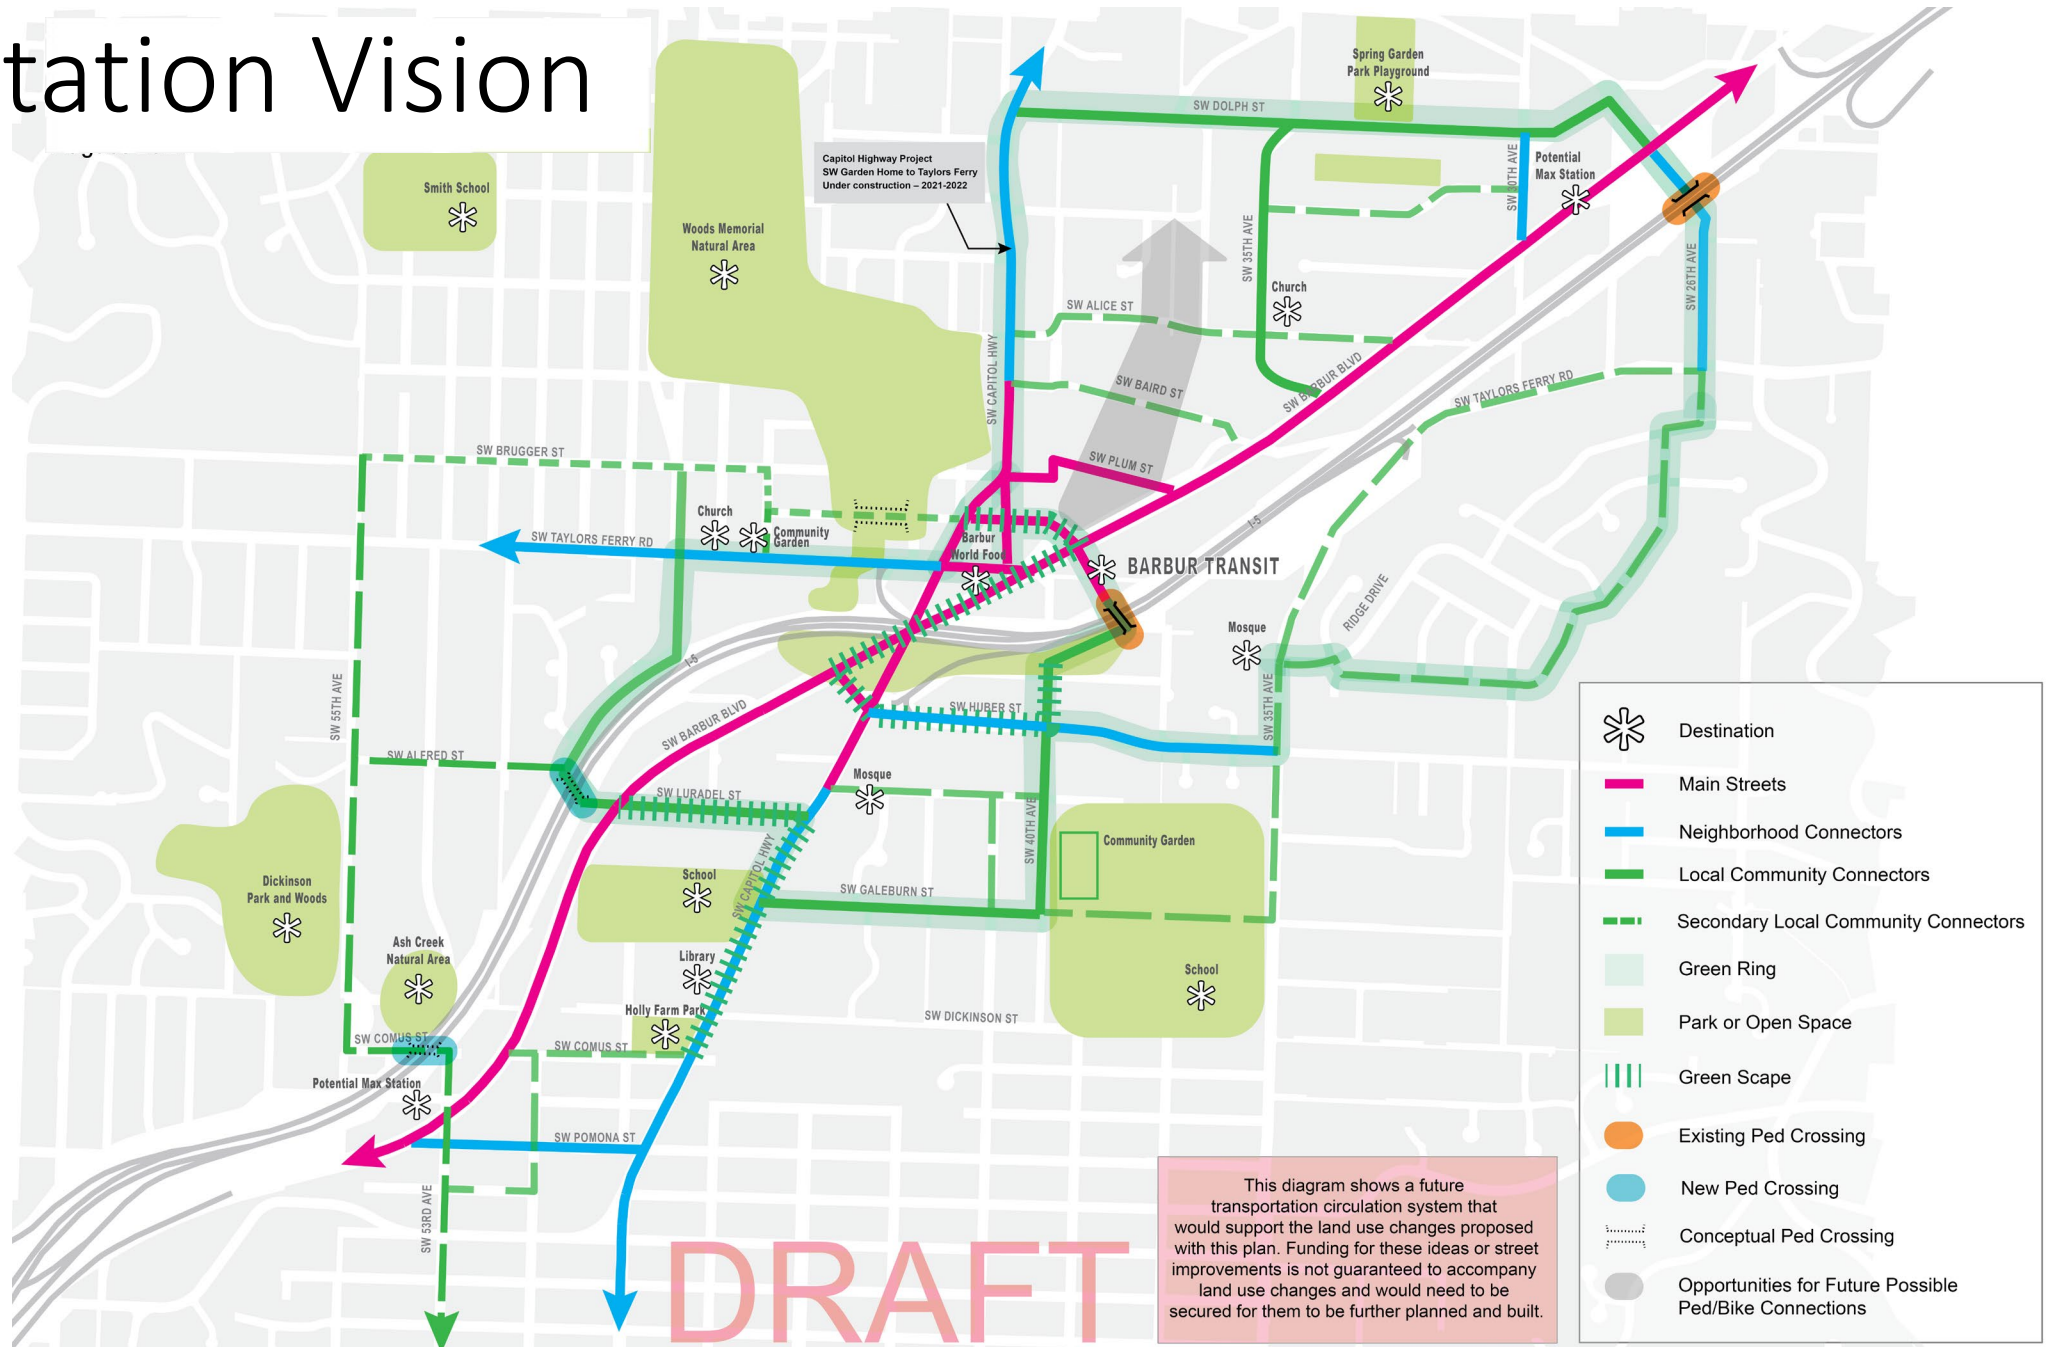 tation Vision
Spring Garden
Park Playground
SW DOLPH ST
Capitol Highway Project
SW Garden Home to Taylors Ferry
Under construction – 2021-2022
SW 30TH AVE
Potential
Max Station
Smith School
Woods Memorial
Natural Area
SW 35TH AVE
SW 26TH AVE
Church
SW ALICE ST
SW CAPITOL HWY
SW BAIRD ST
SW BARBUR BLVD
SW TAYLORS FERRY RD
SW BRUGGER ST
SW PLUM ST
Church
Community
Garden
SW TAYLORS FERRY RD
I-5
Barbur
World Food
BARBUR TRANSIT
RIDGE DRIVE
Mosque
I-5
SW 55TH AVE
SW BARBUR BLVD
SW HUBER ST
SW 35TH AVE
SW ALFRED ST
SW LURADEL ST
Mosque
SW 40TH AVE
Community Garden
SW CAPITOL HWY
School
SW GALEBURN ST
Dickinson
Park and Woods
Ash Creek
Natural Area
Library
School
Holly Farm Park
SW DICKINSON ST
SW COMUS ST
SW COMUS ST
Potential Max Station
SW POMONA ST
SW 53RD AVE
Destination
Main Streets
Neighborhood Connectors
Local Community Connectors
Secondary Local Community Connectors
Green Ring
Park or Open Space
Green Scape
Existing Ped Crossing
New Ped Crossing
Conceptual Ped Crossing
Opportunities for Future Possible
Ped/Bike Connections
This diagram shows a future
transportation circulation system that
would support the land use changes proposed
with this plan. Funding for these ideas or street
improvements is not guaranteed to accompany
land use changes and would need to be
secured for them to be further planned and built.
DRAFT